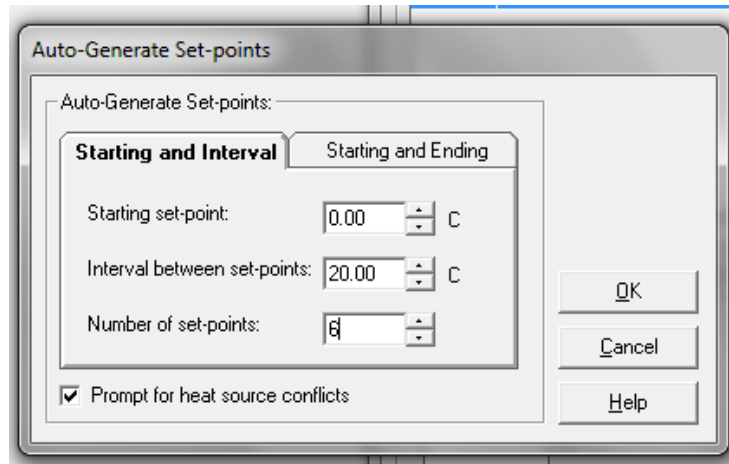 Auto-Generate Set-points
Auto-Generate Set-points:
Starting and Interval
Starting and Ending
Starting set-point: 0.00 C
Interval between set-points: 20.00 C
Number of set-points: 6
Prompt for heat source conflicts
OK
Cancel
Help